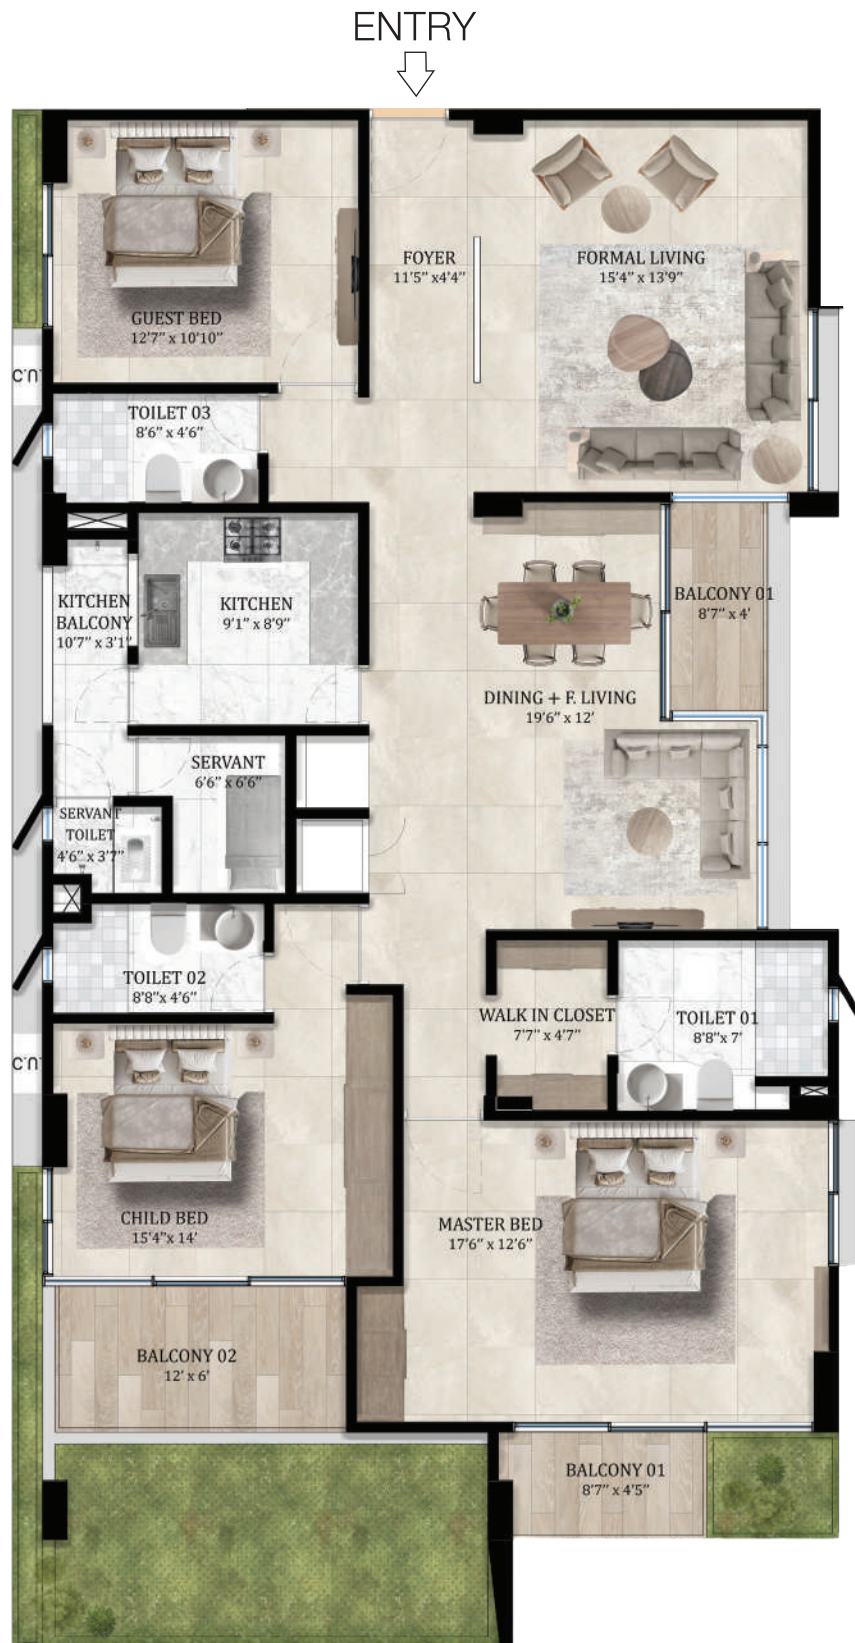 ENTRY
FOYER
11'5" x4'4"
FORMAL LIVING
15'4" x 13'9"
GUEST BED
12'7" x 10'10"
C.U.
TOILET 03
8'6" x 4'6"
KITCHEN
BALCONY
10'7" x 3'1"
KITCHEN
9'1" x 8'9"
BALCONY 01
8'7" x 4'
DINING + F. LIVING
19'6" x 12'
SERVANT
6'6" x 6'6"
SERVANT
TOILET
4'6" x 3'7"
TOILET 02
8'8"x 4'6"
WALK IN CLOSET
7'7" x 4'7"
TOILET 01
8'8"x 7'
C.U.
CHILD BED
15'4"x 14'
MASTER BED
17'6" x 12'6"
BALCONY 02
12' x 6'
BALCONY 01
8'7" x 4'5"